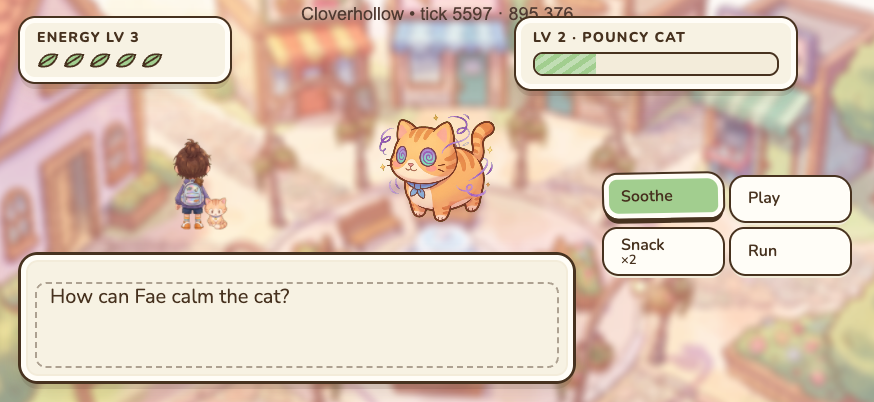 Cloverhollow • tick 5597 · 895,376
ENERGY LV 3
LV 2 · POUNCY CAT
Soothe
Play
Snack
×2
Run
How can Fae calm the cat?